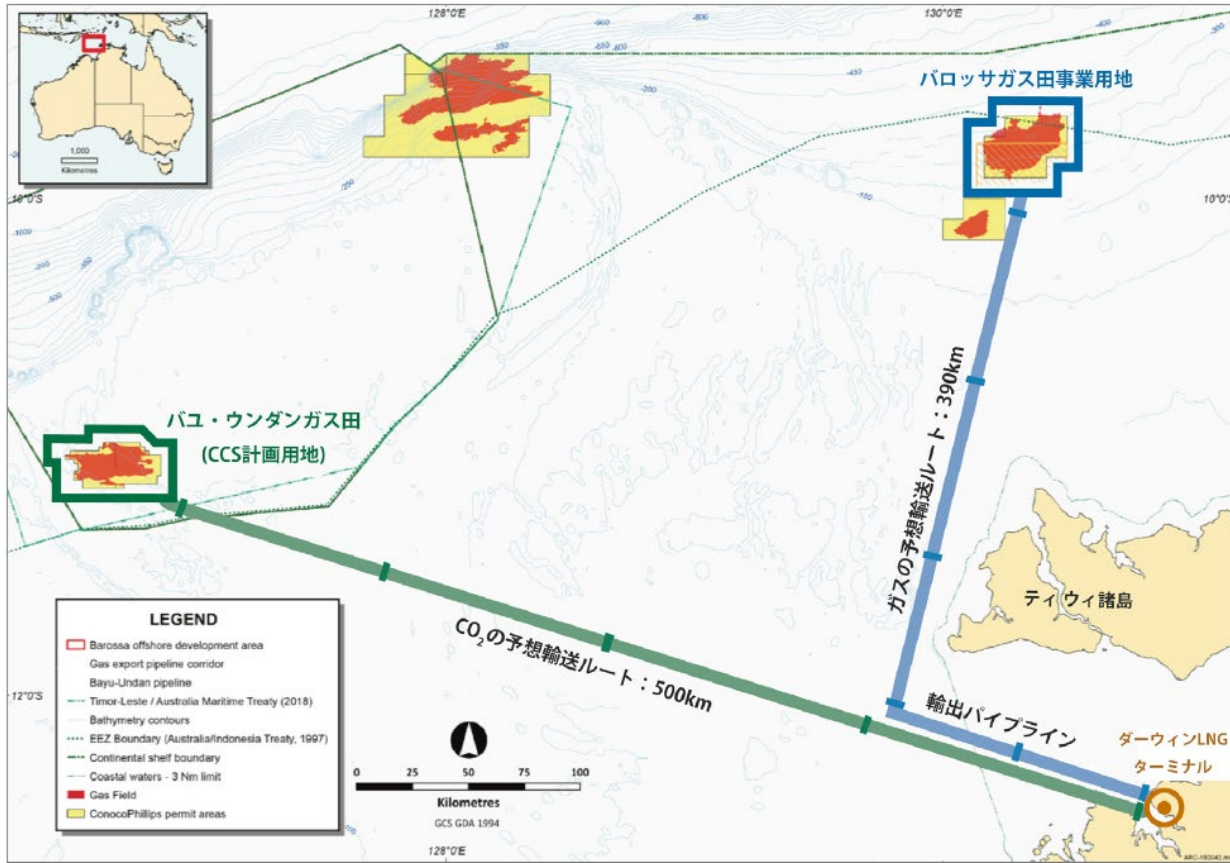 128°0'E
130°0'E
1,000
Kilometres
バロッサガス田事業用地
10°0'S
10°0'S
バユ・ウンダンガス田
(CCS計画用地)
ガスの予想輸送ルート：390km
ティウィ諸島
CO₂の予想輸送ルート：500km
輸出パイプライン
ダーウィンLNG
ターミナル
12°0'S
LEGEND
Barossa offshore development area
Gas export pipeline corridor
Bayu-Undan pipeline
Timor-Leste / Australia Maritime Treaty (2018)
Bathymetry contours
EEZ Boundary (Australia/Indonesia Treaty, 1997)
Continental shelf boundary
Coastal waters - 3 Nm limit
Gas Field
ConocoPhillips permit areas
0 25 50 75 100
Kilometres
GCS GDA 1994
128°0'E